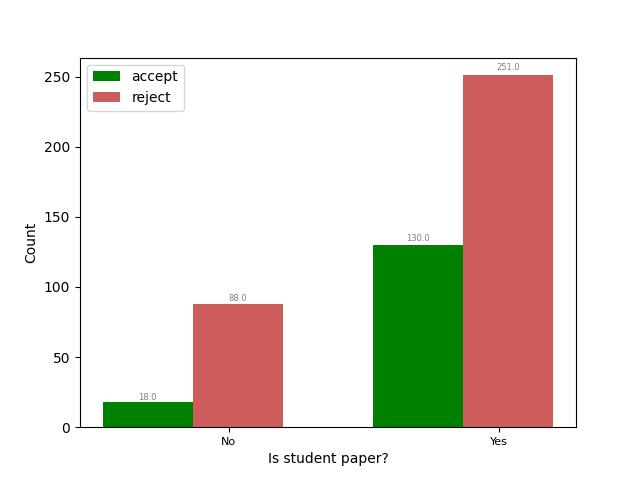 accept
reject
251.0
130.0
88.0
18.0
250
200
150
100
50
0
Count
No
Yes
Is student paper?